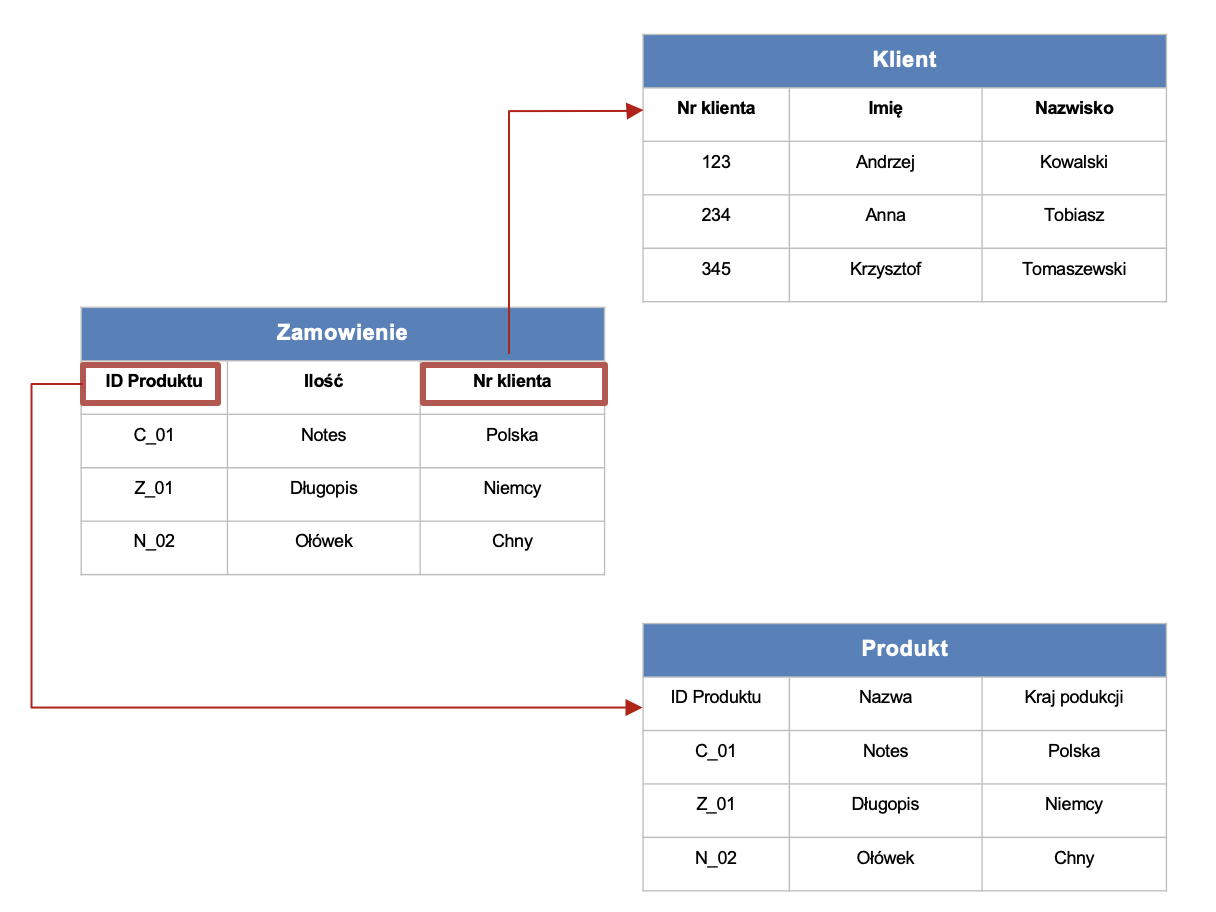 Klient
Nr klienta Imię Nazwisko
123 Andrzej Kowalski
234 Anna Tobiasz
345 Krzysztof Tomaszewski
Zamowienie
ID Produktu Ilość Nr klienta
C_01 Notes Polska
Z_01 Długopis Niemcy
N_02 Ołówek Chny
Produkt
ID Produktu Nazwa Kraj podukcji
C_01 Notes Polska
Z_01 Długopis Niemcy
N_02 Ołówek Chny